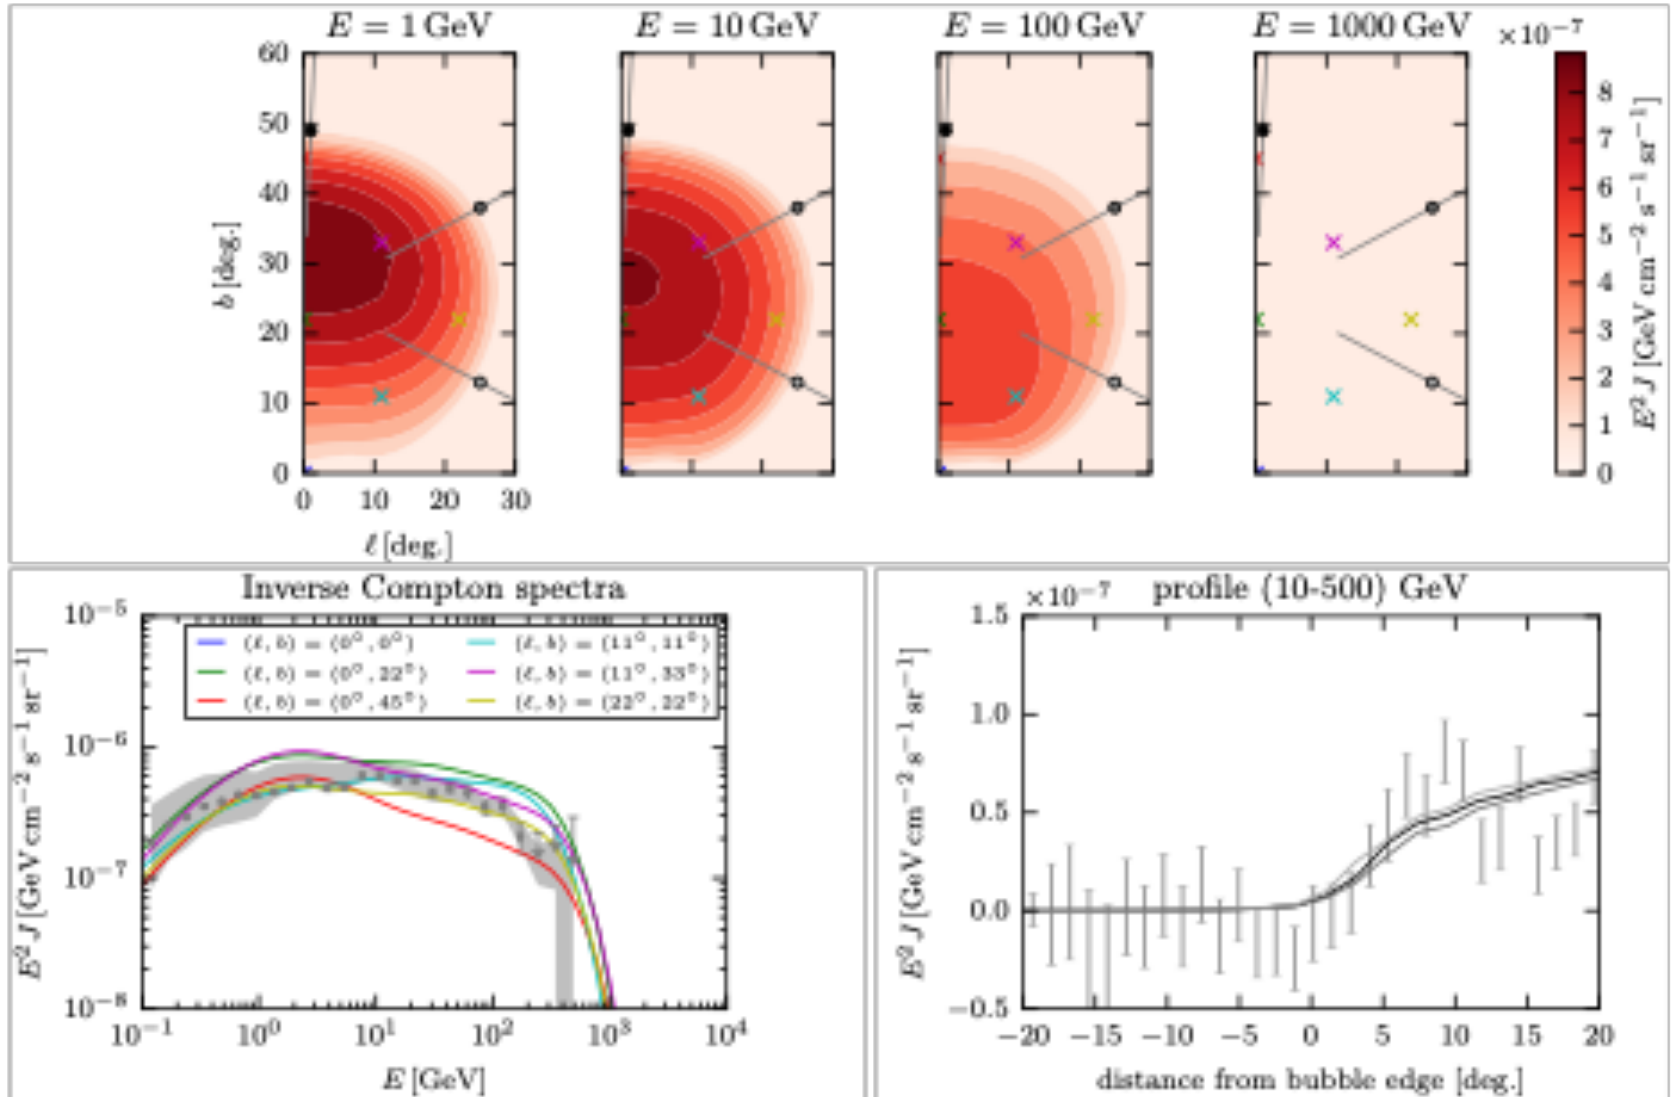 E = 1 GeV
E = 10 GeV
E = 100 GeV
E = 1000 GeV
×10⁻⁷
60
50
40
30
20
10
0
b [deg.]
0 10 20 30
ℓ [deg.]
8
7
6
5
4
3
2
1
0
E² J [GeV cm⁻² s⁻¹ sr⁻¹]
Inverse Compton spectra
(ℓ, b) = (0°, 0°)
(ℓ, b) = (0°, 22°)
(ℓ, b) = (0°, 45°)
(ℓ, b) = (11°, 11°)
(ℓ, b) = (11°, 33°)
(ℓ, b) = (22°, 22°)
10⁻⁵
10⁻⁶
10⁻⁷
10⁻⁸
E² J [GeV cm⁻² s⁻¹ sr⁻¹]
10⁻¹ 10⁰ 10¹ 10² 10³ 10⁴
E [GeV]
×10⁻⁷
profile (10-500) GeV
1.5
1.0
0.5
0.0
−0.5
E² J [GeV cm⁻² s⁻¹ sr⁻¹]
−20 −15 −10 −5 0 5 10 15 20
distance from bubble edge [deg.]